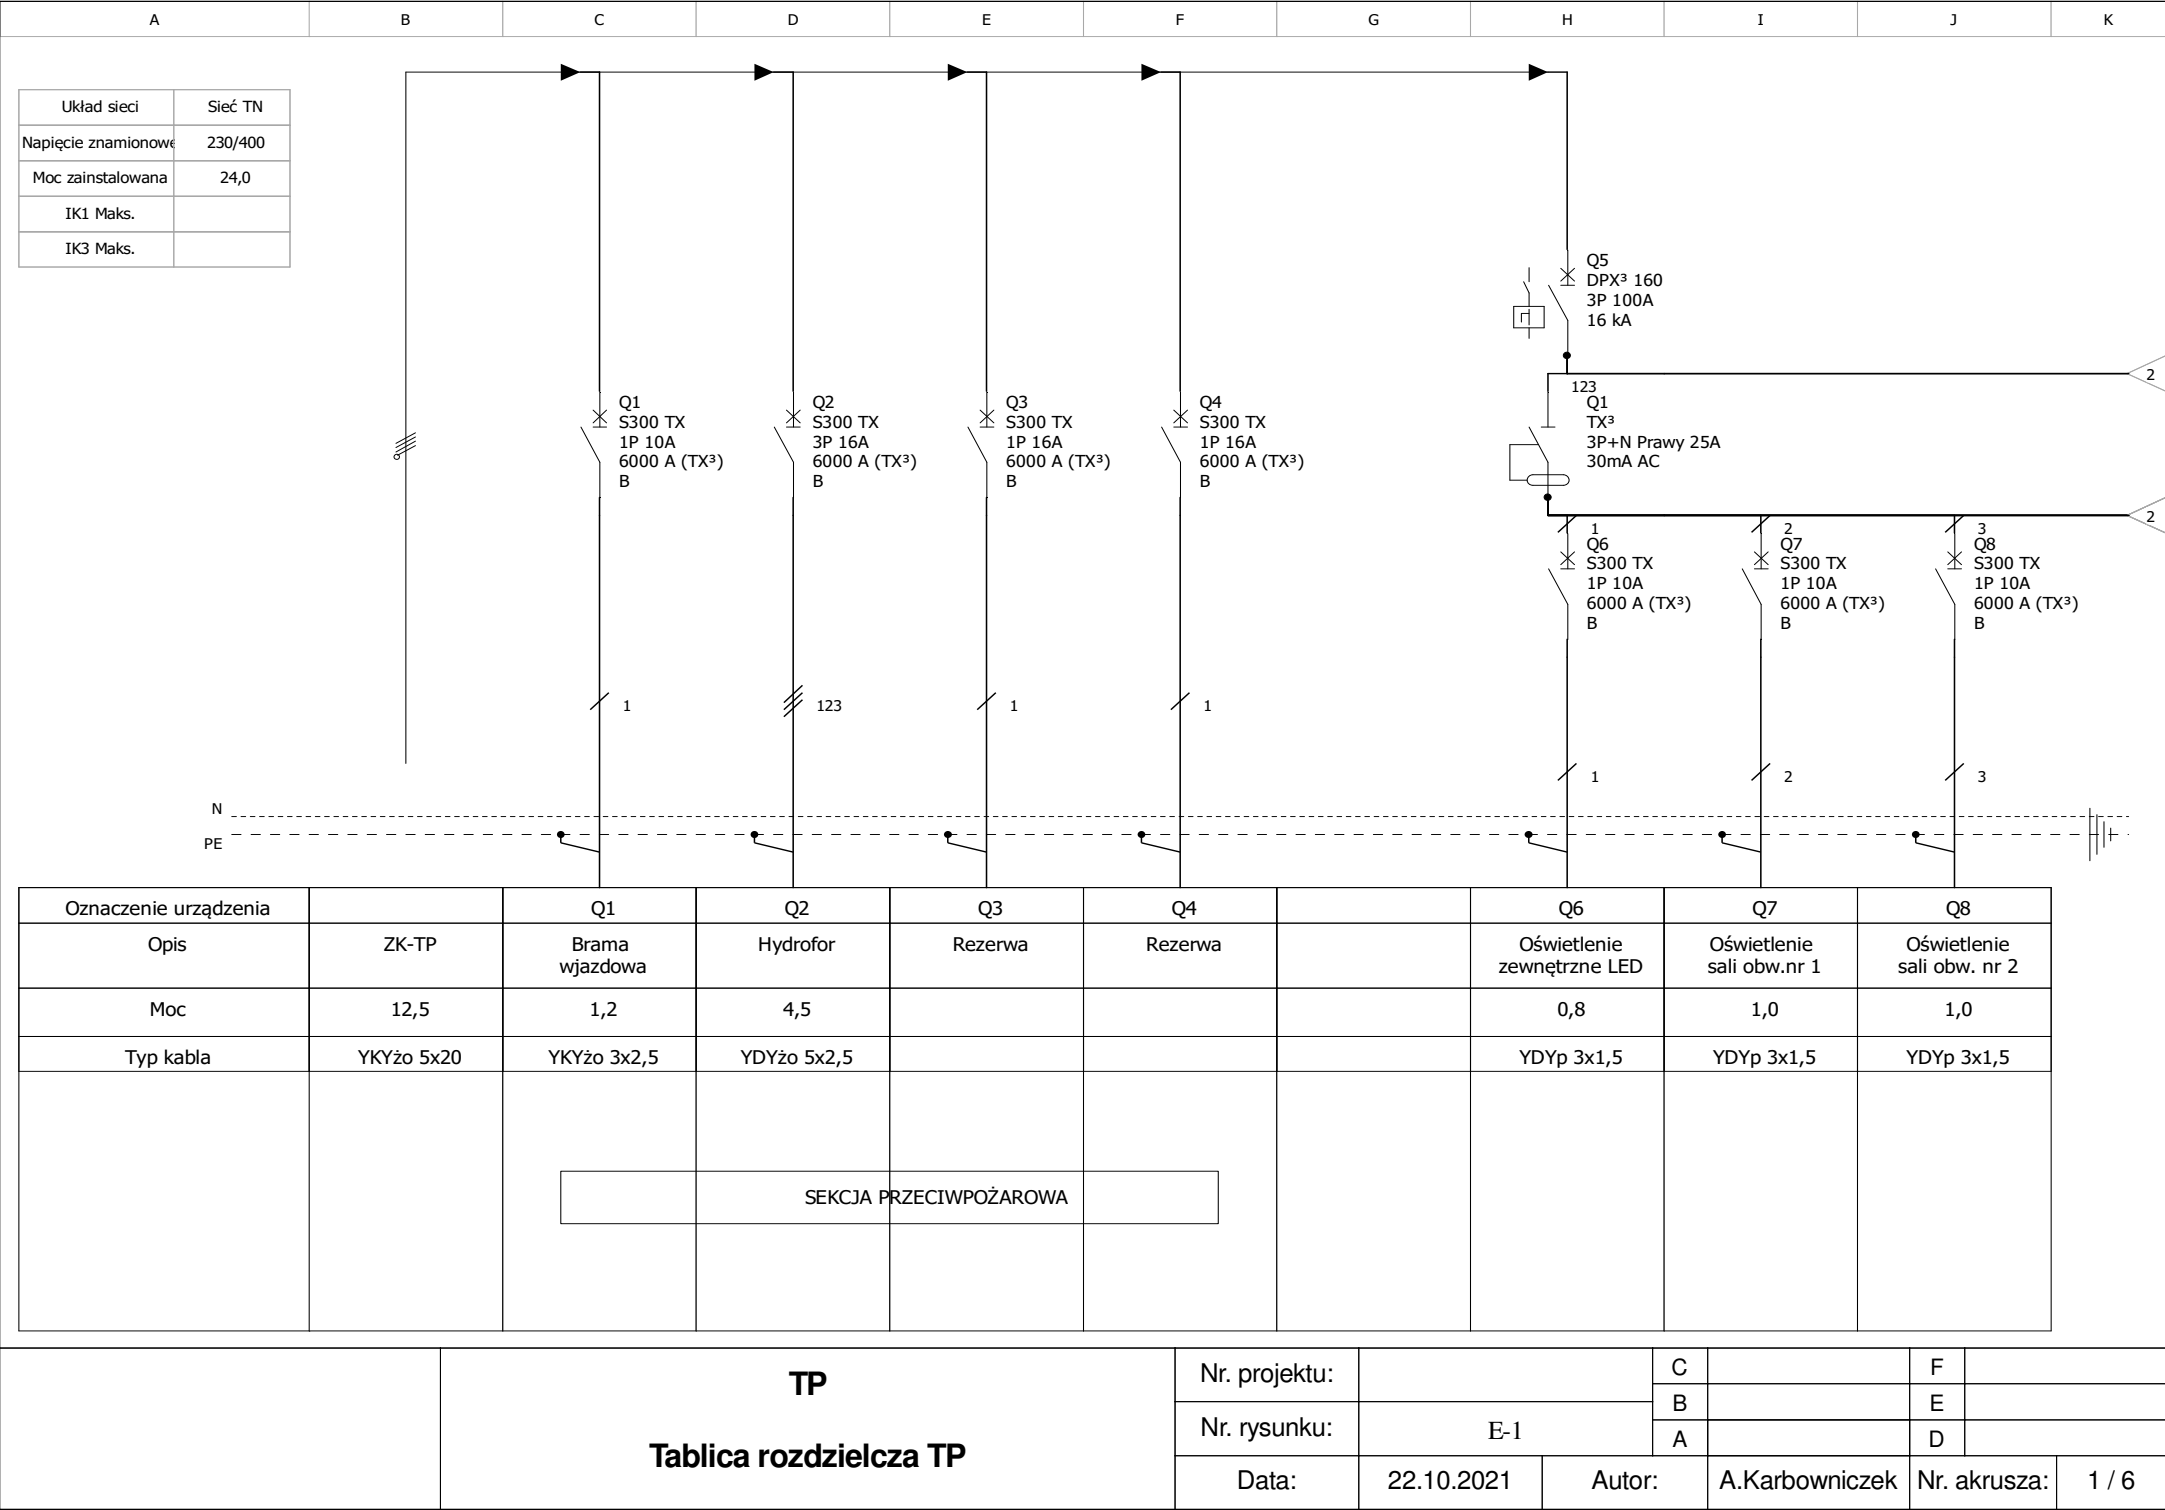 A B C D E F G H I J K
Układ sieci Sieć TN
Napięcie znamionowe 230/400
Moc zainstalowana 24,0
IK1 Maks.
IK3 Maks.
Q5
DPX³ 160
3P 100A
16 kA
2
123
Q1
S300 TX
1P 10A
6000 A (TX³)
B
Q2
S300 TX
3P 16A
6000 A (TX³)
B
Q3
S300 TX
1P 16A
6000 A (TX³)
B
Q4
S300 TX
1P 16A
6000 A (TX³)
B
Q1
TX³
3P+N Prawy 25A
30mA AC
2
1
Q6
S300 TX
1P 10A
6000 A (TX³)
B
2
Q7
S300 TX
1P 10A
6000 A (TX³)
B
3
Q8
S300 TX
1P 10A
6000 A (TX³)
B
1 123 1 1
1 2 3
N
PE
Oznaczenie urządzenia Q1 Q2 Q3 Q4 Q6 Q7 Q8
Opis ZK-TP Brama Hydrofor Rezerwa Rezerwa Oświetlenie Oświetlenie Oświetlenie
wjazdowa zewnętrzne LED sali obw.nr 1 sali obw. nr 2
Moc 12,5 1,2 4,5 0,8 1,0 1,0
Typ kabla YKYżo 5x20 YKYżo 3x2,5 YDYżo 5x2,5 YDYp 3x1,5 YDYp 3x1,5 YDYp 3x1,5
SEKCJA PRZECIWPOŻAROWA
TP
Tablica rozdzielcza TP
Nr. projektu: C F
B E
Nr. rysunku: E-1 A D
Data: 22.10.2021 Autor: A.Karbowniczek Nr. akrusza: 1 / 6